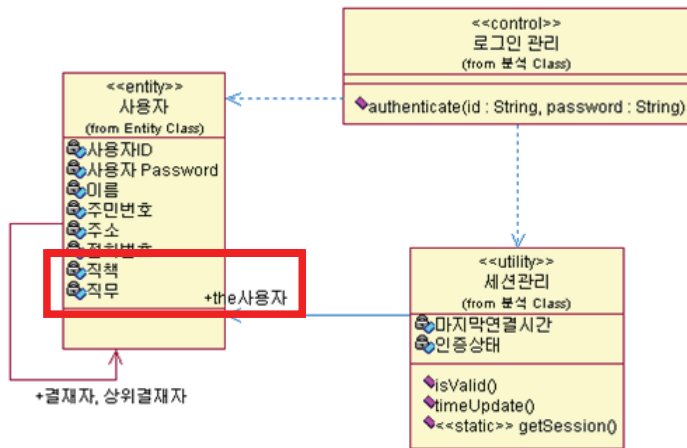 <<control>>
로그인 관리
(from 분석 Class)
authenticate(id : String, password : String)
<<entity>>
사용자
(from Entity Class)
사용자ID
사용자 Password
이름
주민번호
주소
전화번호
직책
직무
+the사용자
+결재자, 상위결재자
<<utility>>
세션관리
(from 분석 Class)
마지막연결시간
인증상태
isValid()
timeUpdate()
<<static>> getSession()